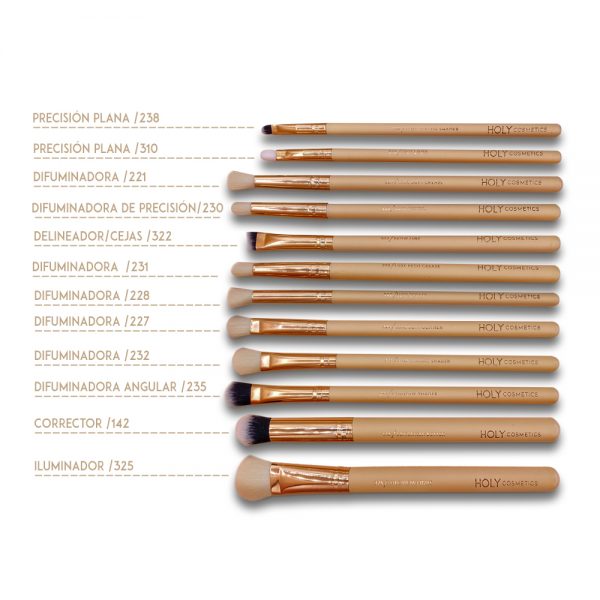 PRECISIÓN PLANA /238
HOLY COSMETICS
PRECISIÓN PLANA /310
HOLY COSMETICS
DIFUMINADORA /221
HOLY COSMETICS
DIFUMINADORA DE PRECISIÓN/230
HOLY COSMETICS
DELINEADOR/CEJAS /322
HOLY COSMETICS
DIFUMINADORA /231
HOLY COSMETICS
DIFUMINADORA /228
HOLY COSMETICS
DIFUMINADORA /227
HOLY COSMETICS
DIFUMINADORA /232
HOLY COSMETICS
DIFUMINADORA ANGULAR /235
HOLY COSMETICS
CORRECTOR /142
HOLY COSMETICS
ILUMINADOR /325
HOLY COSMETICS